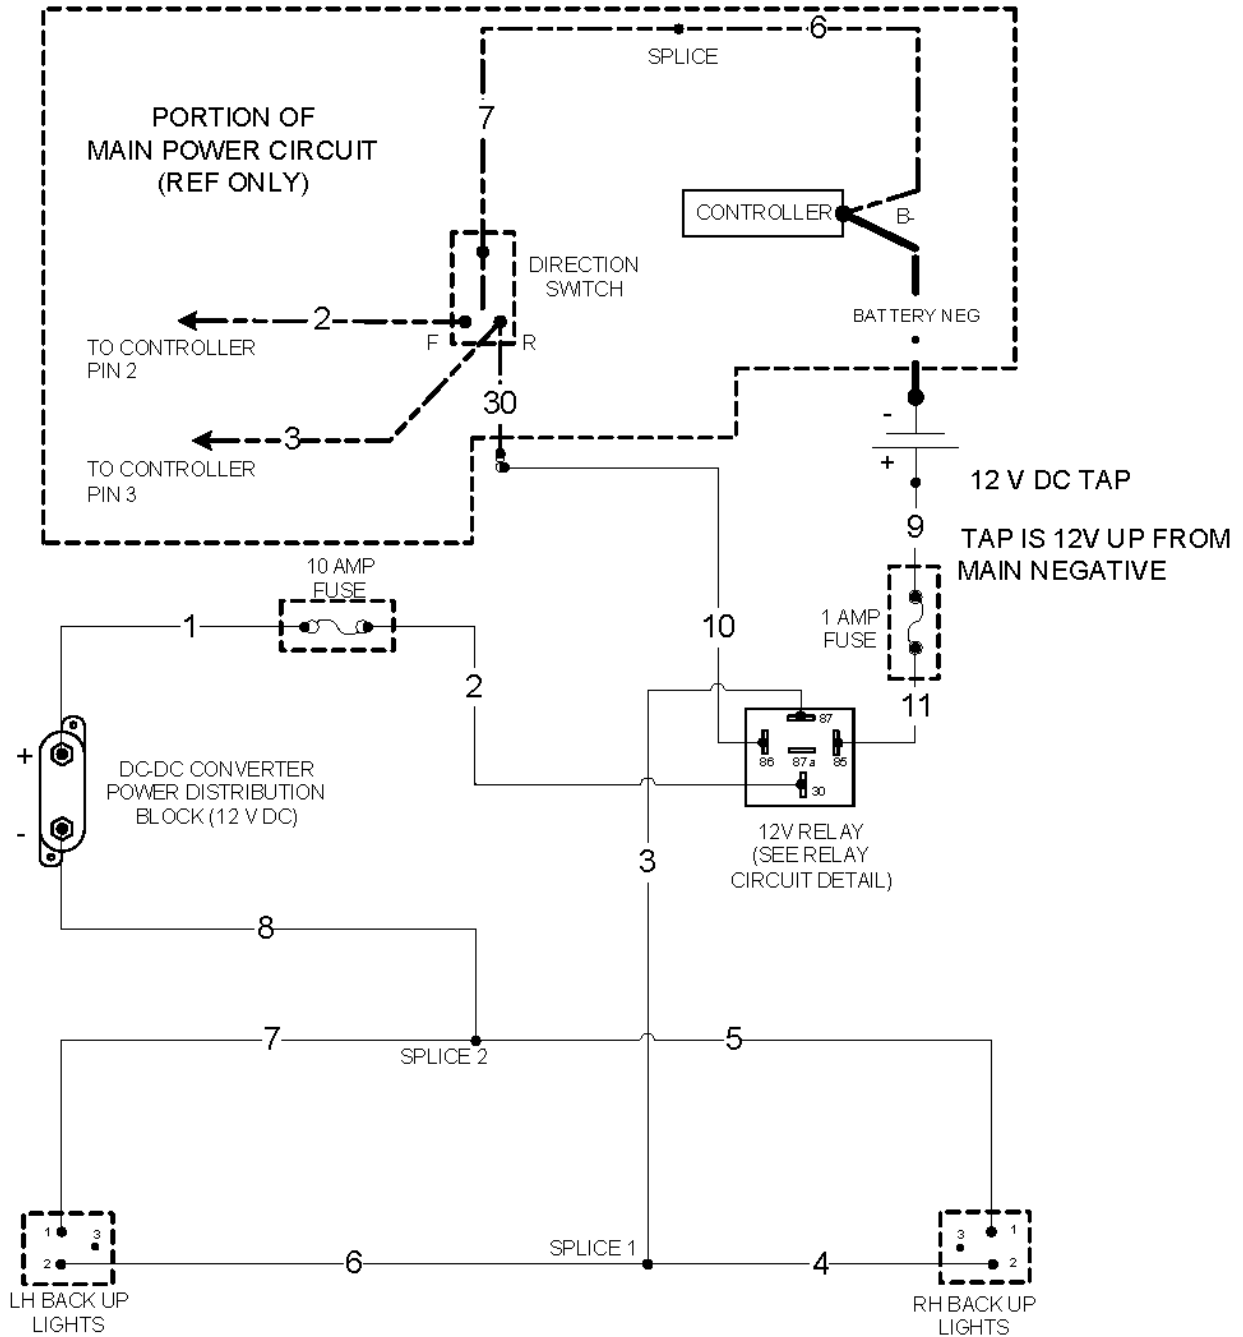 6
SPLICE
PORTION OF
MAIN POWER CIRCUIT
(REF ONLY)
7
CONTROLLER
B-
DIRECTION
SWITCH
BATTERY NEG
2
F
R
TO CONTROLLER
PIN 2
30
3
TO CONTROLLER
PIN 3
-
+
12 V DC TAP
9
TAP IS 12V UP FROM
MAIN NEGATIVE
10 AMP
FUSE
1
10
1 AMP
FUSE
2
11
87
86
87a
85
30
+
-
DC-DC CONVERTER
POWER DISTRIBUTION
BLOCK (12 V DC)
12V RELAY
(SEE RELAY
CIRCUIT DETAIL)
3
8
7
5
SPLICE 2
1
3
2
3
1
2
SPLICE 1
6
4
LH BACK UP
LIGHTS
RH BACK UP
LIGHTS